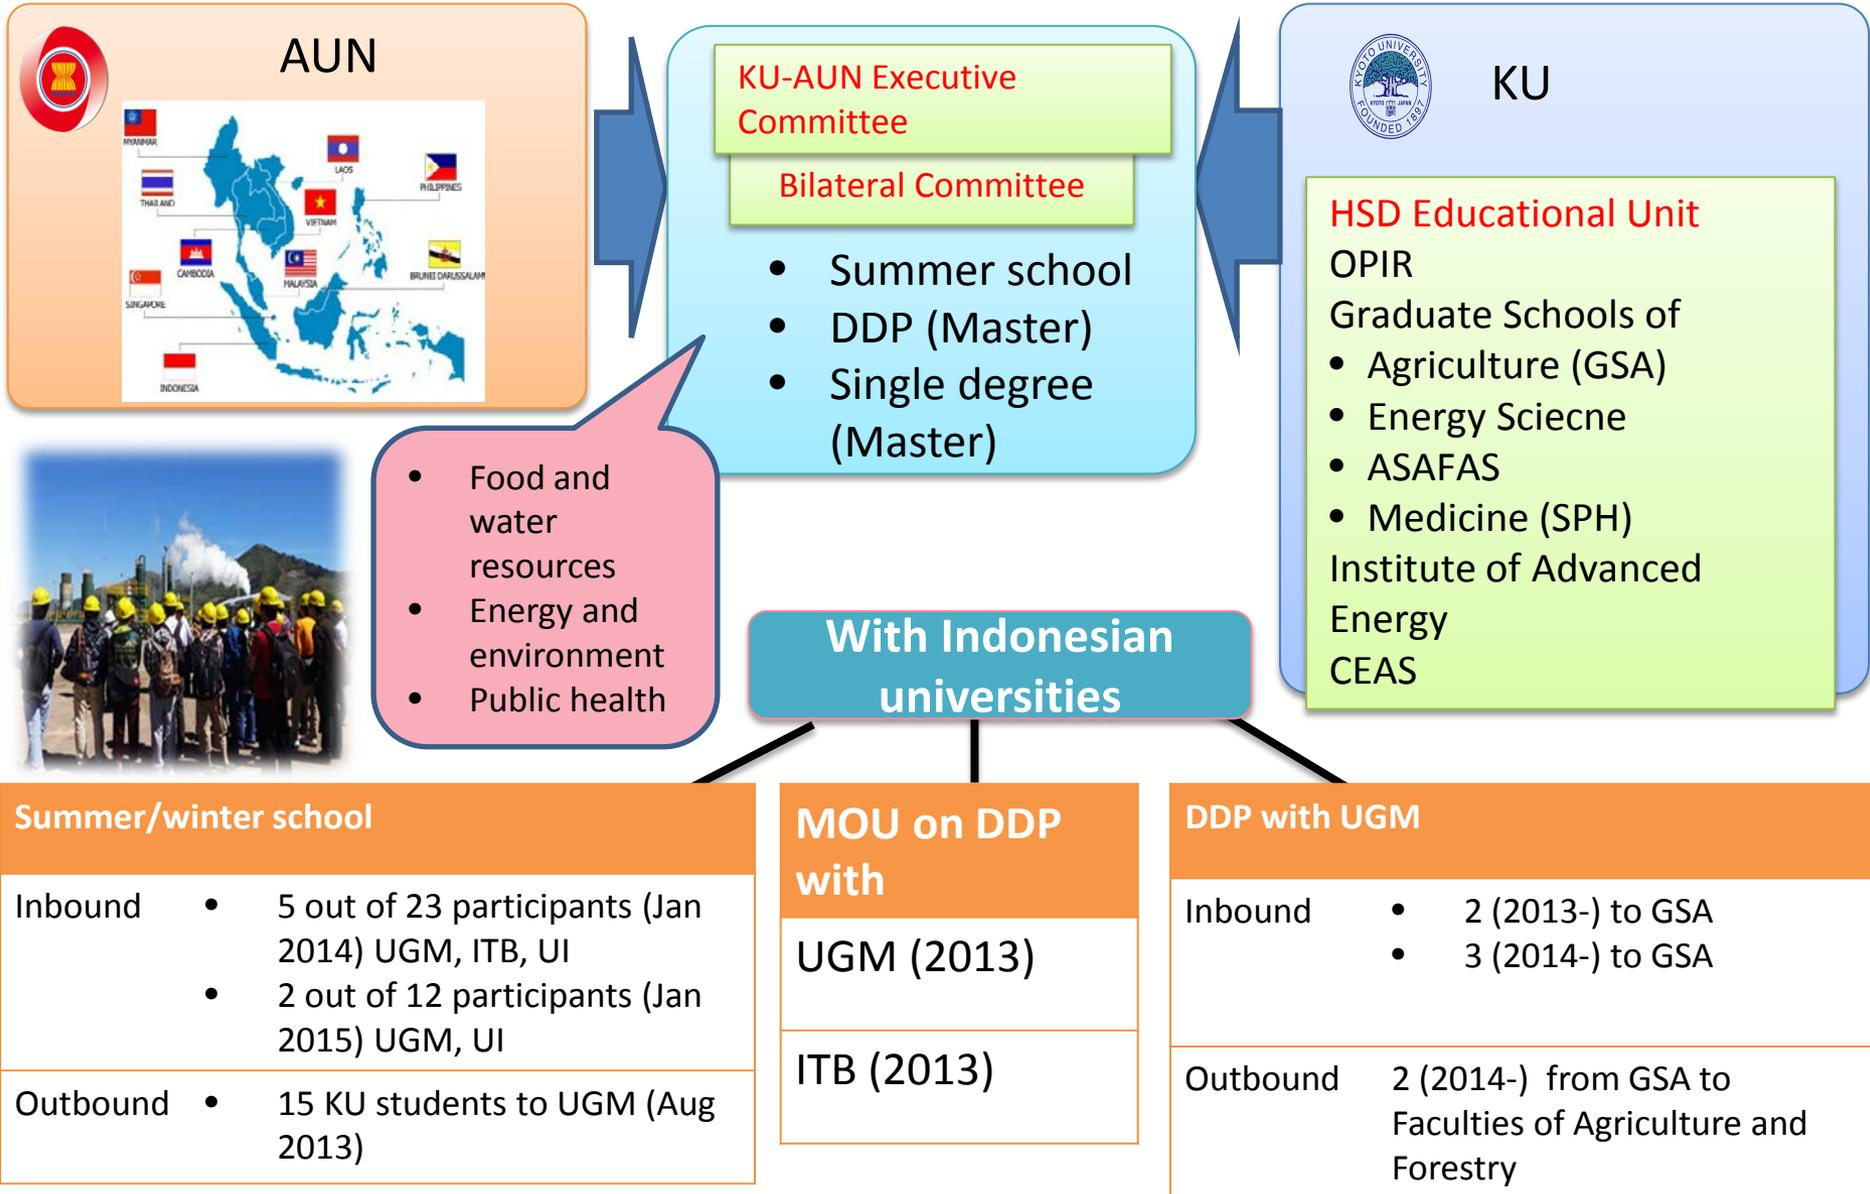 AUN
MYANMAR
LAOS
PHILIPPINES
THAILAND
VIETNAM
CAMBODIA
MALAYSIA
BRUNEI DARUSSALAM
SINGAPORE
INDONESIA
KU-AUN Executive
Committee
Bilateral Committee
• Summer school
• DDP (Master)
• Single degree
(Master)
KYOTO UNIVERSITY
KYOTO JAPAN
FOUNDED 1897
KU
HSD Educational Unit
OPIR
Graduate Schools of
• Agriculture (GSA)
• Energy Sciecne
• ASAFAS
• Medicine (SPH)
Institute of Advanced
Energy
CEAS
• Food and
water
resources
• Energy and
environment
• Public health
With Indonesian
universities
Summer/winter school
Inbound • 5 out of 23 participants (Jan
2014) UGM, ITB, UI
• 2 out of 12 participants (Jan
2015) UGM, UI
Outbound • 15 KU students to UGM (Aug
2013)
MOU on DDP
with
UGM (2013)
ITB (2013)
DDP with UGM
Inbound • 2 (2013-) to GSA
• 3 (2014-) to GSA
Outbound 2 (2014-) from GSA to
Faculties of Agriculture and
Forestry